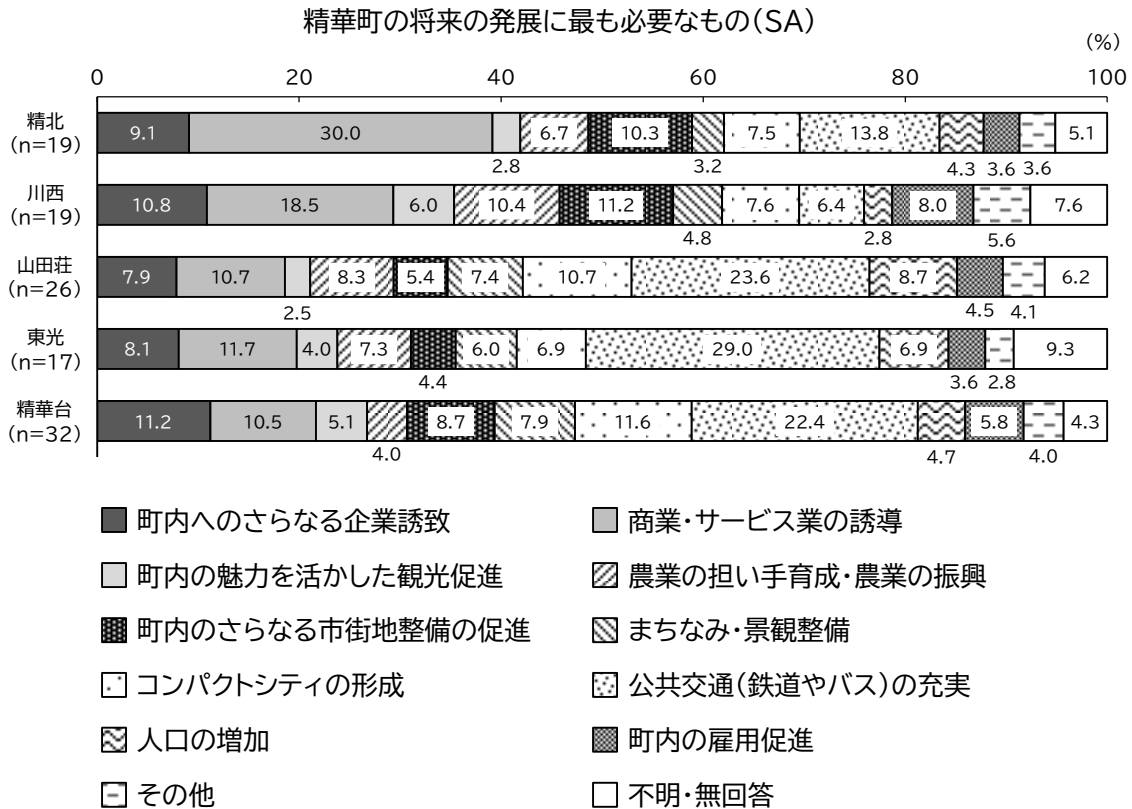 精華町の将来の発展に最も必要なもの(SA)
(%)
0 20 40 60 80 100
精北
(n=19)
9.1 30.0 6.7 10.3 7.5 13.8 5.1
2.8 3.2 4.3 3.6 3.6
川西
(n=19)
10.8 18.5 6.0 10.4 11.2 7.6 6.4 8.0 7.6
4.8 2.8 5.6
山田荘
(n=26)
7.9 10.7 8.3 5.4 7.4 10.7 23.6 8.7 6.2
2.5 4.5 4.1
東光
(n=17)
8.1 11.7 4.0 7.3 6.0 6.9 29.0 6.9 9.3
4.4 3.6 2.8
精華台
(n=32)
11.2 10.5 5.1 8.7 7.9 11.6 22.4 5.8 4.3
4.0 4.7 4.0
町内へのさらなる企業誘致 商業・サービス業の誘導
町内の魅力を活かした観光促進 農業の担い手育成・農業の振興
町内のさらなる市街地整備の促進 まちなみ・景観整備
コンパクトシティの形成 公共交通(鉄道やバス)の充実
人口の増加 町内の雇用促進
その他 不明・無回答